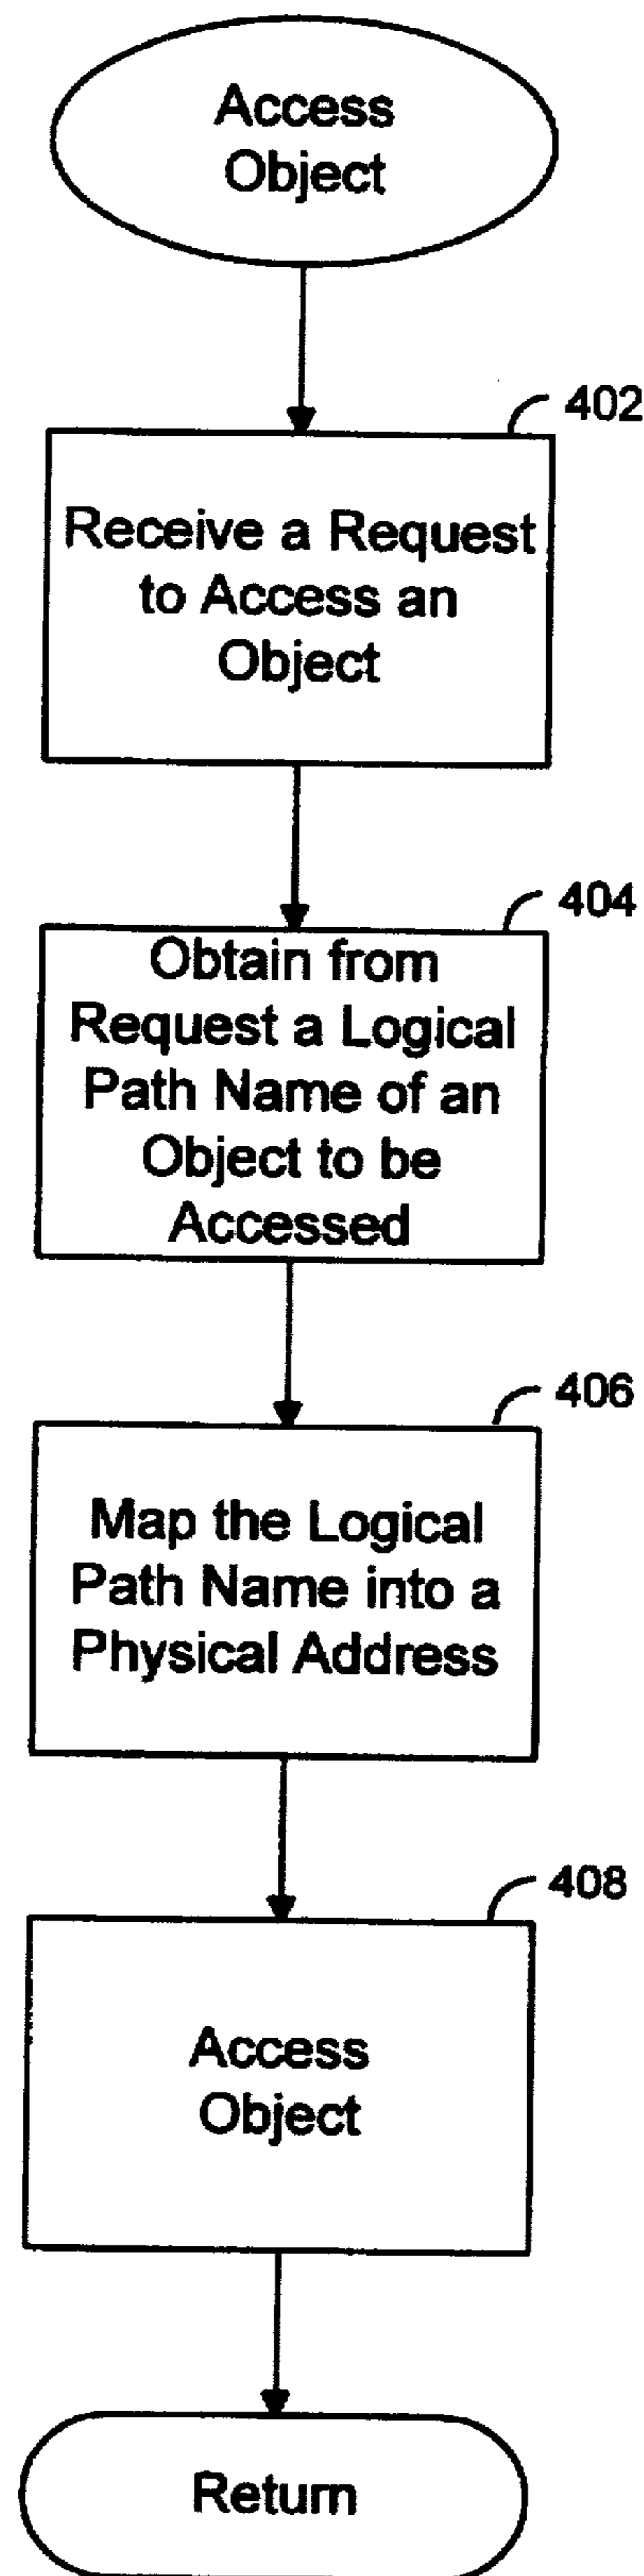 Access
Object
402
Receive a Request
to Access an
Object
404
Obtain from
Request a Logical
Path Name of an
Object to be
Accessed
406
Map the Logical
Path Name into a
Physical Address
408
Access
Object
Return